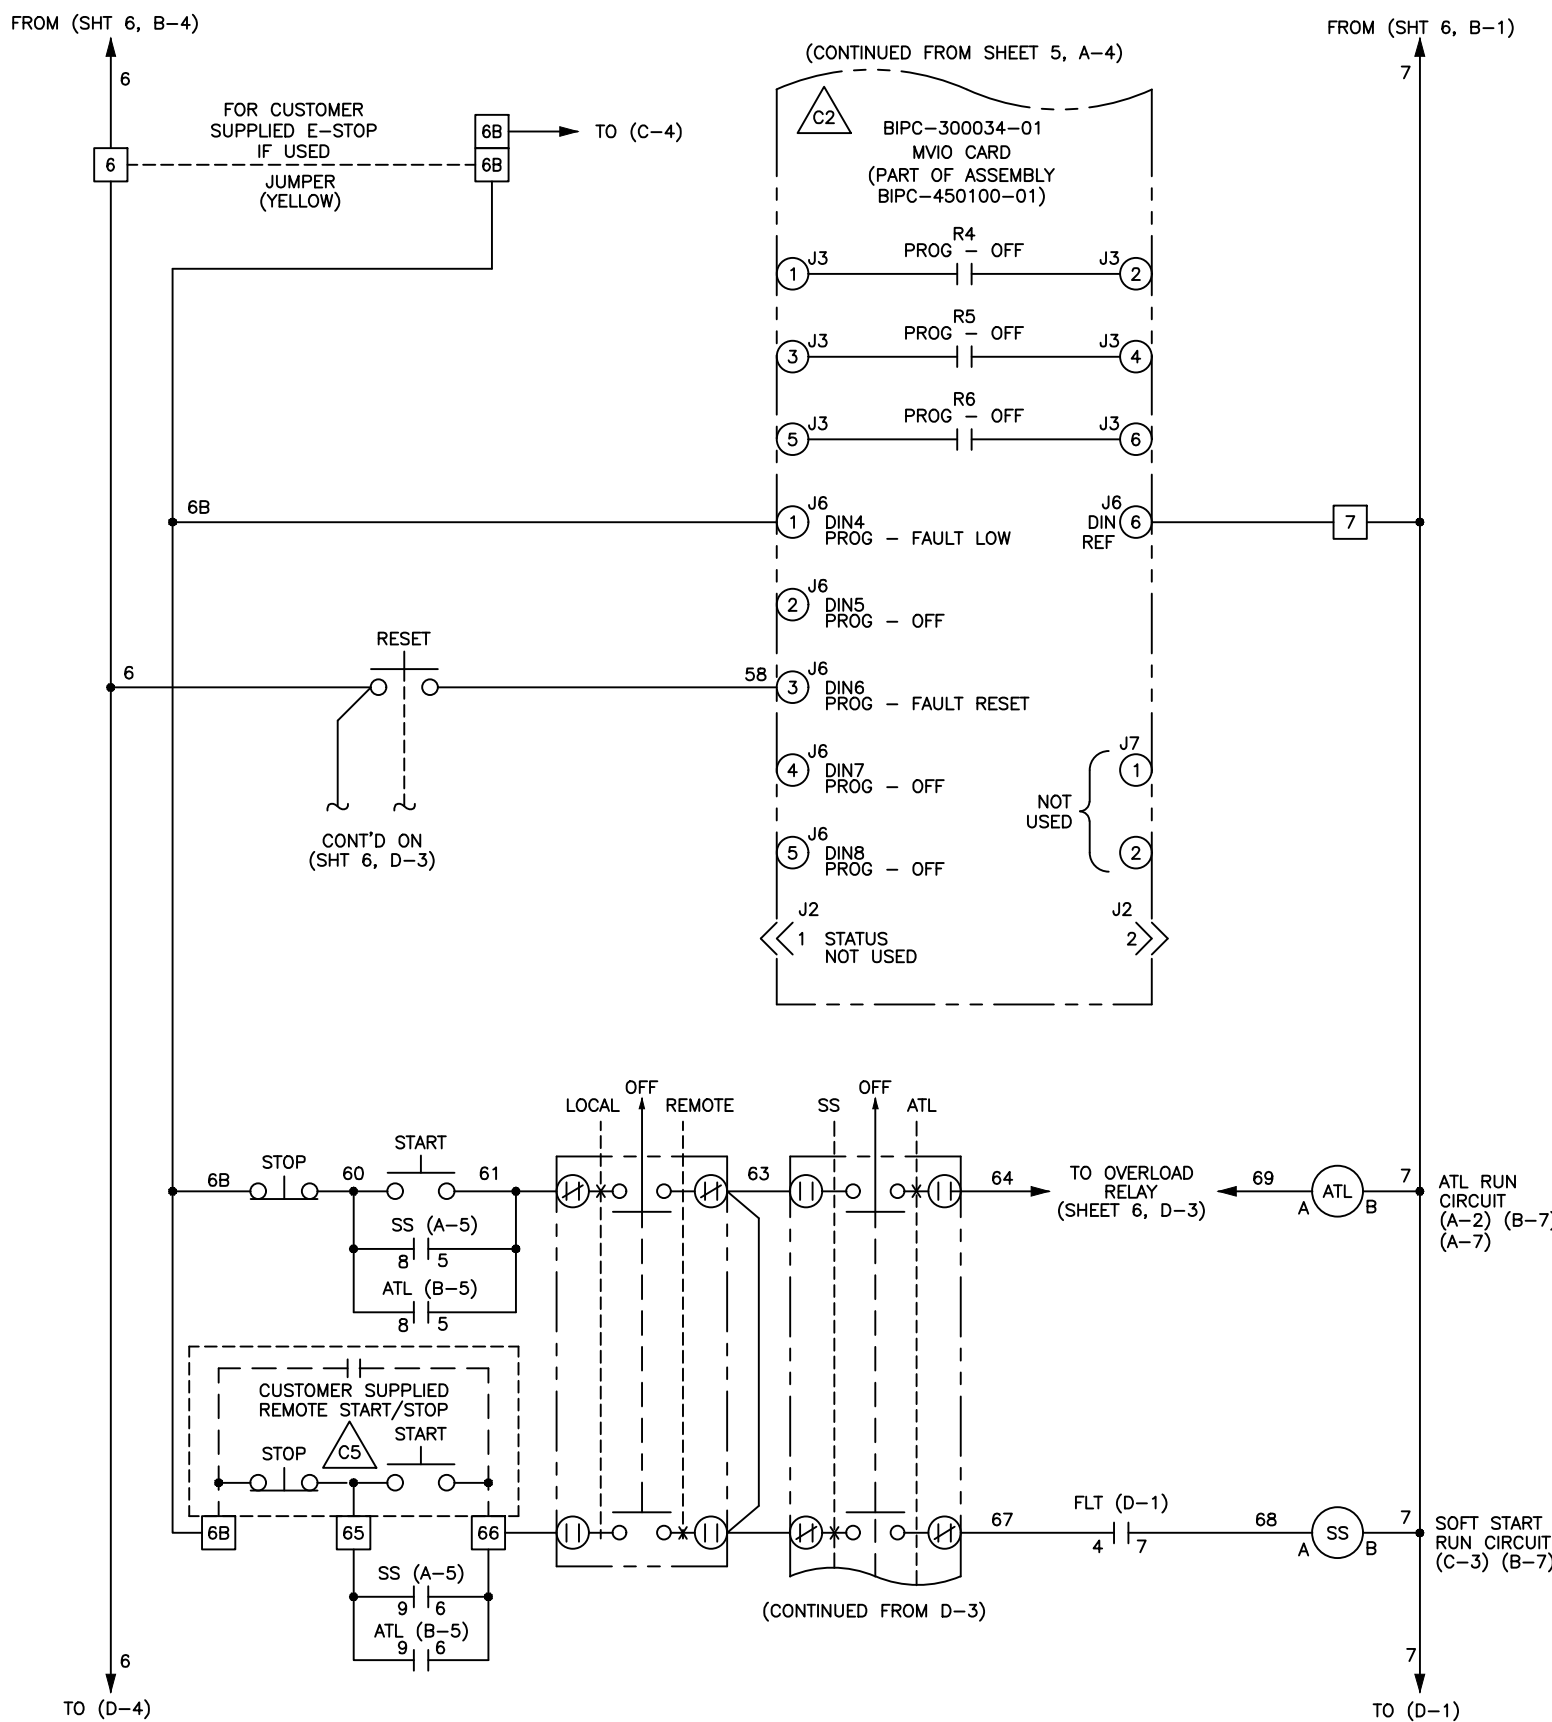 FROM (SHT 6, B-4)
FROM (SHT 6, B-1)
(CONTINUED FROM SHEET 5, A-4)
6
7
FOR CUSTOMER
SUPPLIED E-STOP
IF USED
6B
TO (C-4)
6
6B
JUMPER
(YELLOW)
C2
BIPC-300034-01
MVIO CARD
(PART OF ASSEMBLY
BIPC-450100-01)
R4
PROG - OFF
J3
1
J3
2
R5
PROG - OFF
J3
3
J3
4
R6
PROG - OFF
J3
5
J3
6
6B
J6
1
DIN4
PROG - FAULT LOW
J6
DIN
REF
6
7
J6
2
DIN5
PROG - OFF
RESET
6
58
J6
3
DIN6
PROG - FAULT RESET
CONT'D ON
(SHT 6, D-3)
J6
4
DIN7
PROG - OFF
J7
1
NOT
USED
J6
5
DIN8
PROG - OFF
2
J2
1
STATUS
NOT USED
J2
2
OFF
LOCAL
REMOTE
OFF
SS
ATL
6B
STOP
60
START
61
63
64
TO OVERLOAD
RELAY
(SHEET 6, D-3)
69
A
ATL
B
7
ATL RUN
CIRCUIT
(A-2) (B-7)
(A-7)
SS (A-5)
8
5
ATL (B-5)
8
5
CUSTOMER SUPPLIED
REMOTE START/STOP
STOP
C5
START
6B
65
66
67
FLT (D-1)
4
7
68
A
SS
B
7
SOFT START
RUN CIRCUIT
(C-3) (B-7)
SS (A-5)
9
6
ATL (B-5)
9
6
(CONTINUED FROM D-3)
6
7
TO (D-4)
TO (D-1)